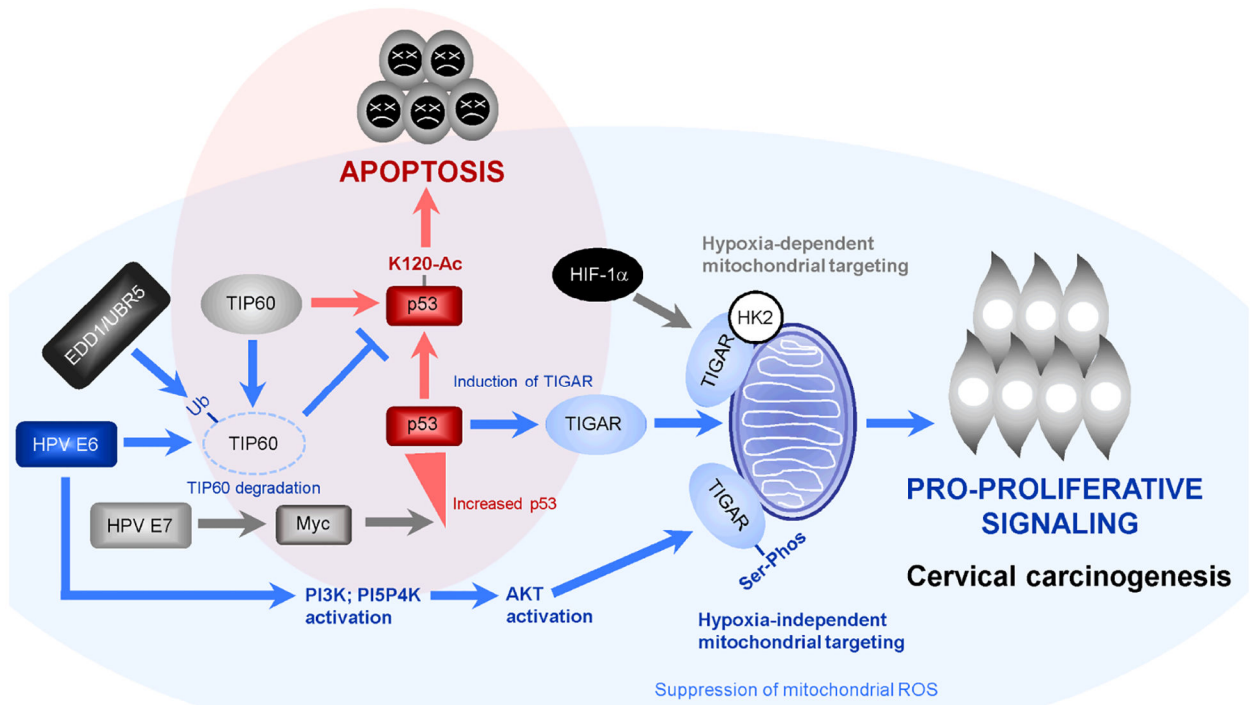 APOPTOSIS
K120-Ac
Hypoxia-dependent
mitochondrial targeting
HIF-1α
EDD1/UBR5
TIP60
p53
HK2
TIGAR
Induction of TIGAR
Ub
HPV E6
TIP60
p53
TIGAR
TIP60 degradation
Increased p53
TIGAR
PRO-PROLIFERATIVE
SIGNALING
HPV E7
Myc
Ser-Phos
Cervical carcinogenesis
PI3K; PI5P4K
activation
AKT
activation
Hypoxia-independent
mitochondrial targeting
Suppression of mitochondrial ROS